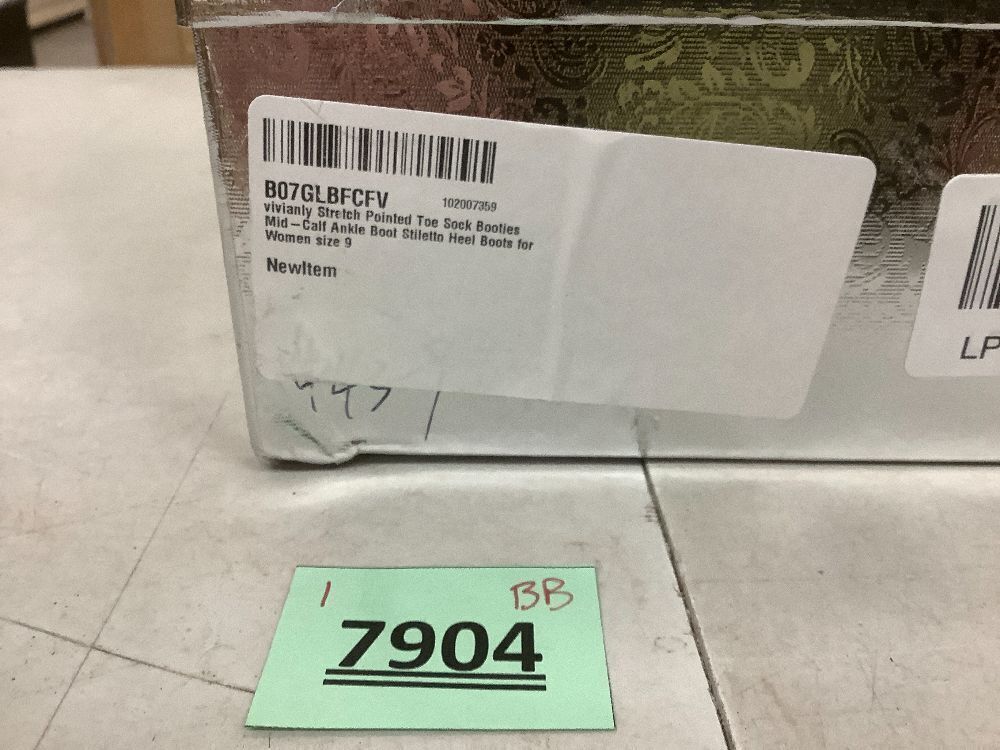 B07GLBFCFV 102007359
vivianly Stretch Pointed Toe Sock Booties
Mid-Calf Ankle Boot Stiletto Heel Boots for
Women size 9
NewItem
LP
1 BB
7904